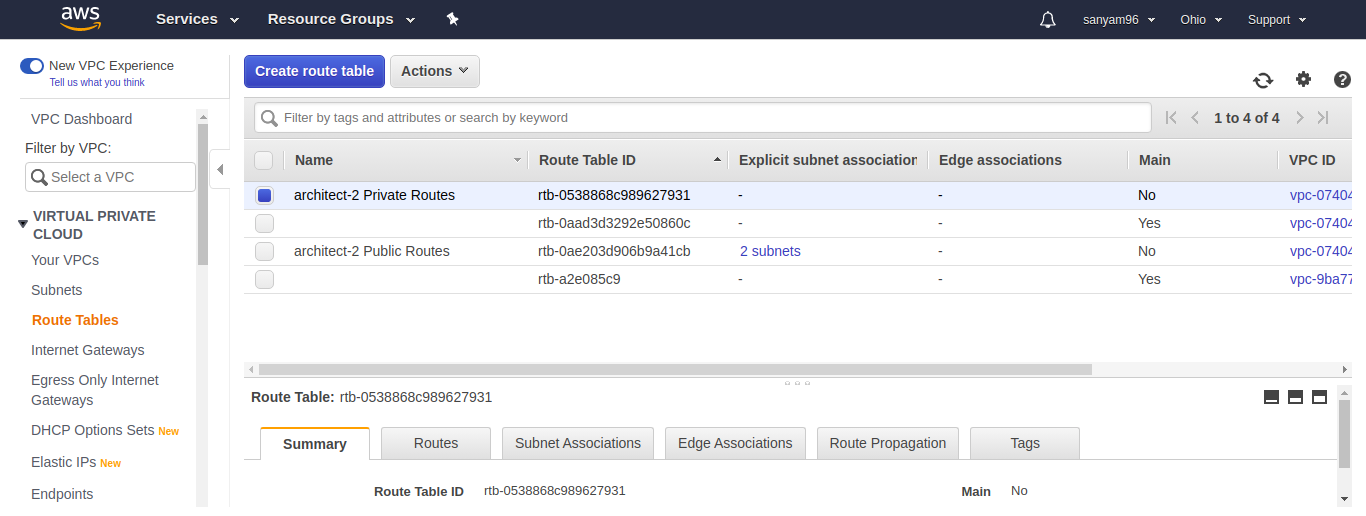 aws Services Resource Groups sanyam96 Ohio Support
New VPC Experience
Tell us what you think
VPC Dashboard
Filter by VPC:
Select a VPC
VIRTUAL PRIVATE
CLOUD
Your VPCs
Subnets
Route Tables
Internet Gateways
Egress Only Internet
Gateways
DHCP Options Sets New
Elastic IPs New
Endpoints
Create route table Actions
Filter by tags and attributes or search by keyword 1 to 4 of 4
Name Route Table ID Explicit subnet association Edge associations Main VPC ID
architect-2 Private Routes rtb-0538868c989627931 - - No vpc-07404
rtb-0aad3d3292e50860c - - Yes vpc-07404
architect-2 Public Routes rtb-0ae203d906b9a41cb 2 subnets - No vpc-07404
rtb-a2e085c9 - - Yes vpc-9ba77
Route Table: rtb-0538868c989627931
Summary Routes Subnet Associations Edge Associations Route Propagation Tags
Route Table ID rtb-0538868c989627931 Main No